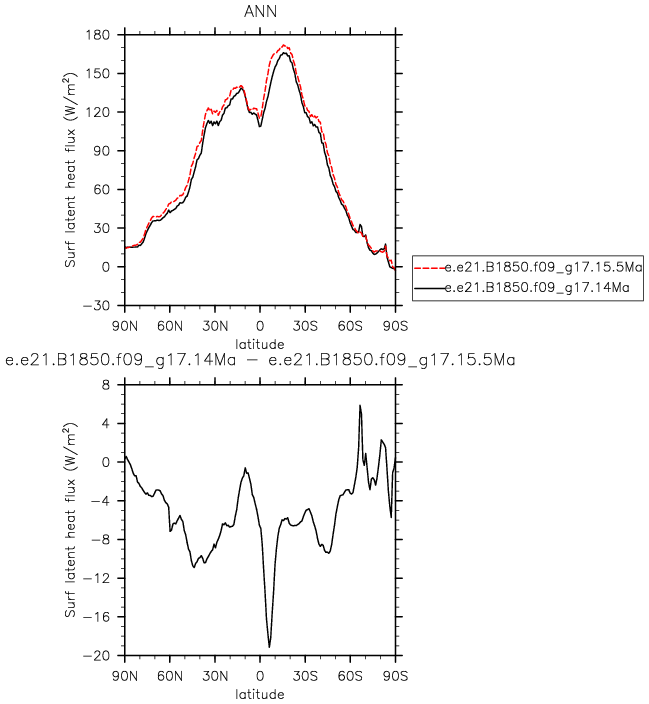 ANN
180
150
120
90
60
30
0
−30
Surf latent heat flux (W/m²)
90N 60N 30N 0 30S 60S 90S
latitude
e.e21.B1850.f09_g17.15.5Ma
e.e21.B1850.f09_g17.14Ma
e.e21.B1850.f09_g17.14Ma − e.e21.B1850.f09_g17.15.5Ma
8
4
0
−4
−8
−12
−16
−20
Surf latent heat flux (W/m²)
90N 60N 30N 0 30S 60S 90S
latitude